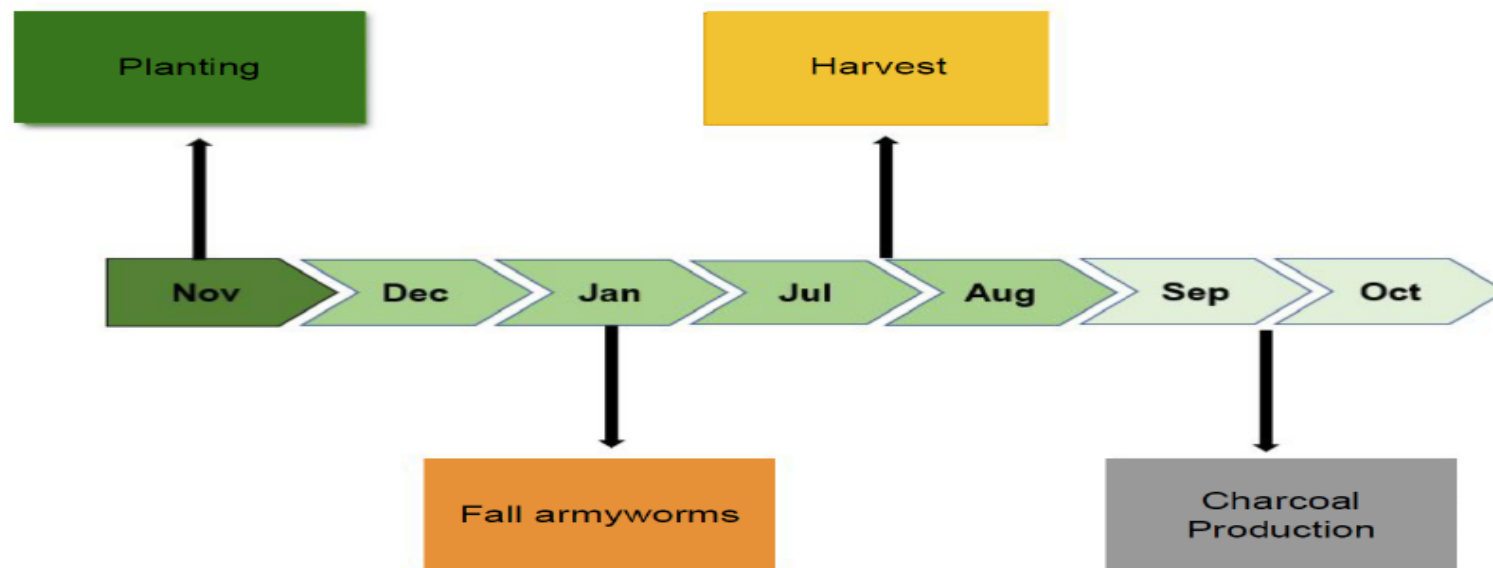 Planting
Harvest
Nov
Dec
Jan
Jul
Aug
Sep
Oct
Fall armyworms
Charcoal
Production